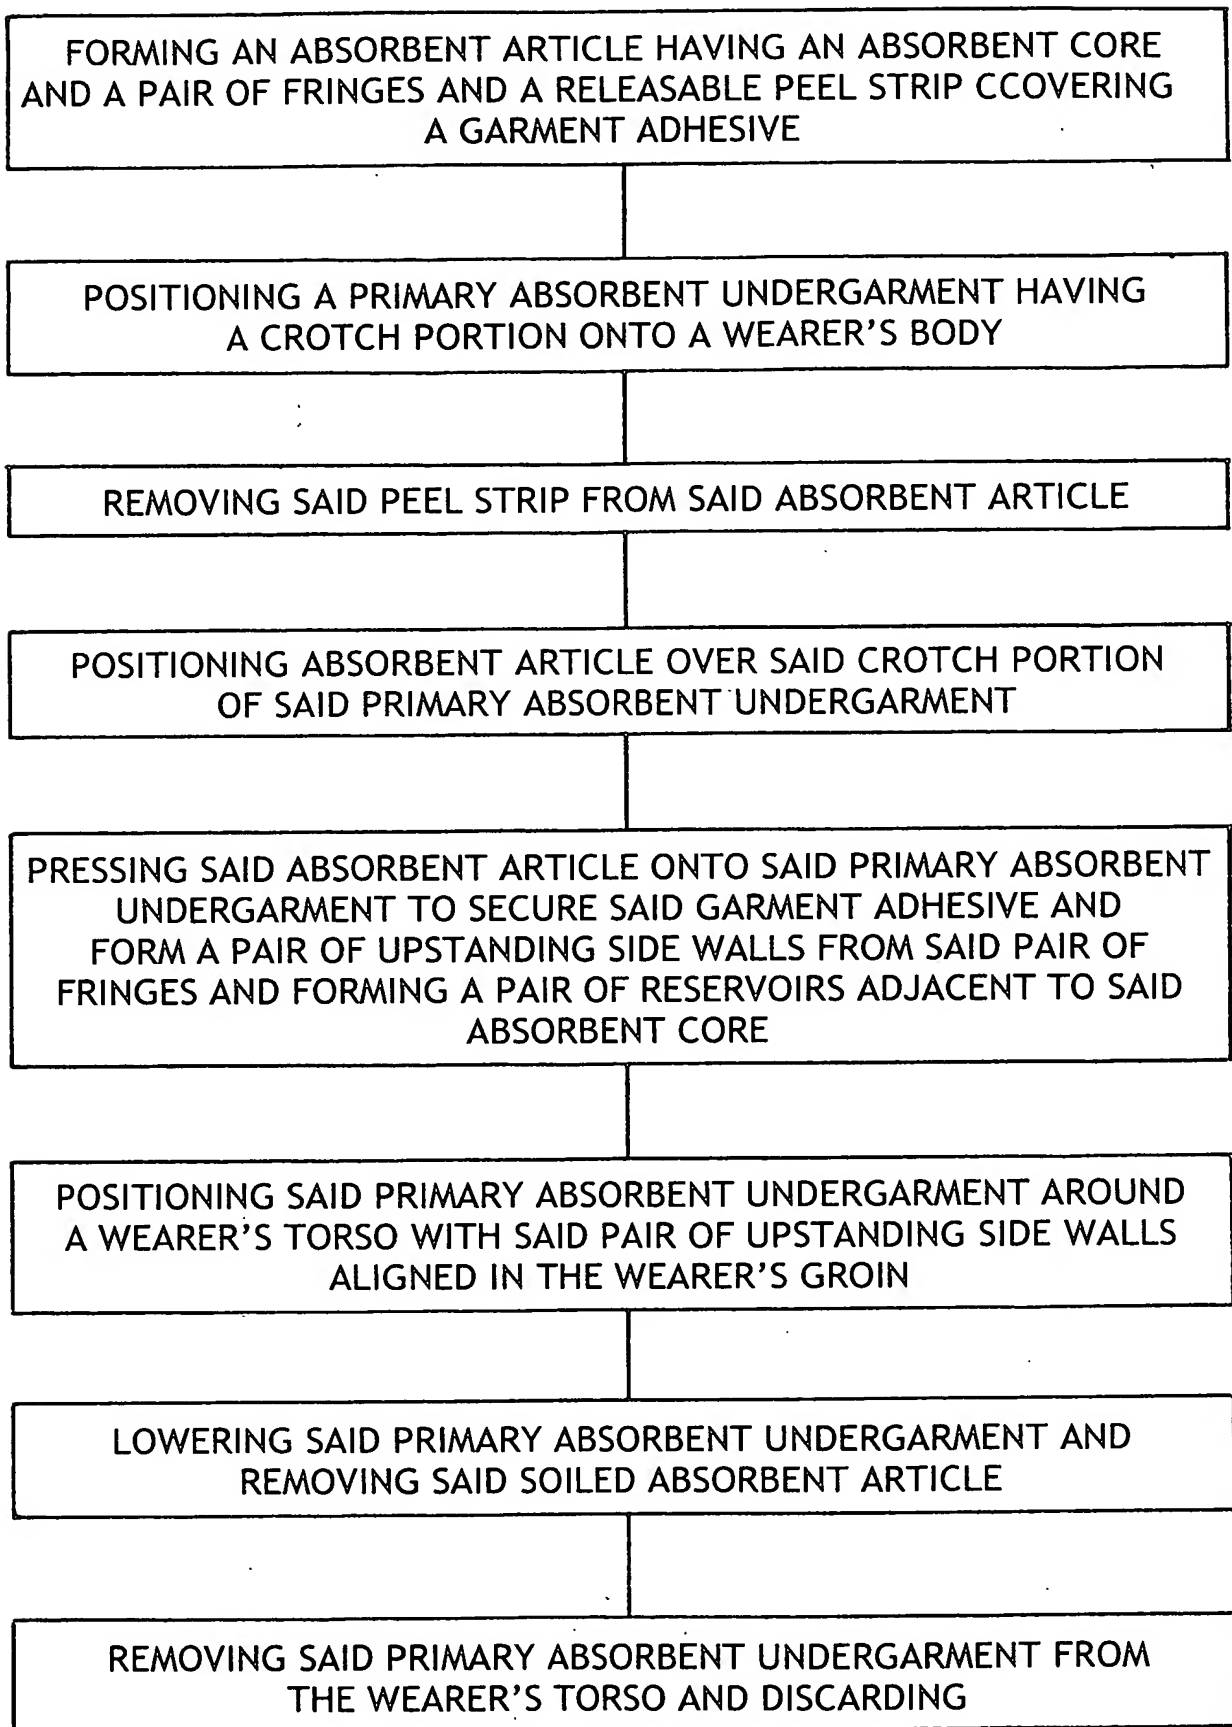 FORMING AN ABSORBENT ARTICLE HAVING AN ABSORBENT CORE
AND A PAIR OF FRINGES AND A RELEASABLE PEEL STRIP CCOVERING
A GARMENT ADHESIVE
POSITIONING A PRIMARY ABSORBENT UNDERGARMENT HAVING
A CROTCH PORTION ONTO A WEARER'S BODY
REMOVING SAID PEEL STRIP FROM SAID ABSORBENT ARTICLE
POSITIONING ABSORBENT ARTICLE OVER SAID CROTCH PORTION
OF SAID PRIMARY ABSORBENT UNDERGARMENT
PRESSING SAID ABSORBENT ARTICLE ONTO SAID PRIMARY ABSORBENT
UNDERGARMENT TO SECURE SAID GARMENT ADHESIVE AND
FORM A PAIR OF UPSTANDING SIDE WALLS FROM SAID PAIR OF
FRINGES AND FORMING A PAIR OF RESERVOIRS ADJACENT TO SAID
ABSORBENT CORE
POSITIONING SAID PRIMARY ABSORBENT UNDERGARMENT AROUND
A WEARER'S TORSO WITH SAID PAIR OF UPSTANDING SIDE WALLS
ALIGNED IN THE WEARER'S GROIN
LOWERING SAID PRIMARY ABSORBENT UNDERGARMENT AND
REMOVING SAID SOILED ABSORBENT ARTICLE
REMOVING SAID PRIMARY ABSORBENT UNDERGARMENT FROM
THE WEARER'S TORSO AND DISCARDING